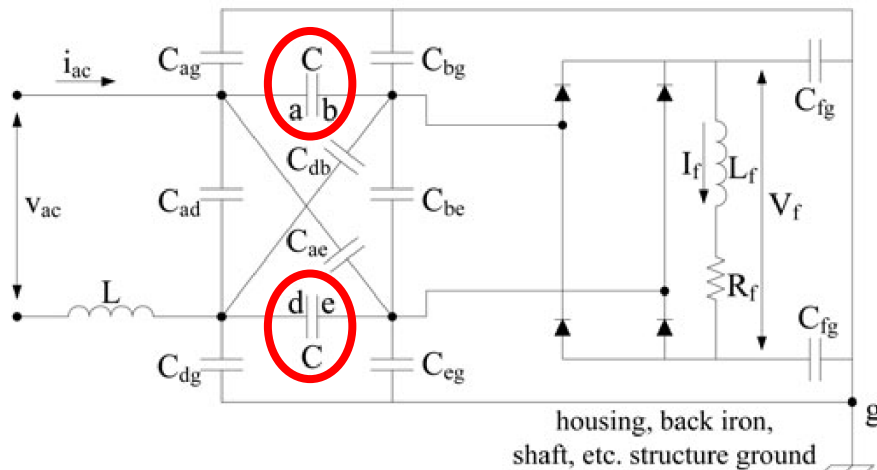 i_ac
C_ag
C
C_bg
a
b
C_fg
C_db
I_f
L_f
v_ac
C_ad
C_be
V_f
C_ae
L
d
e
R_f
C_fg
C_dg
C
C_eg
g
housing, back iron,
shaft, etc. structure ground